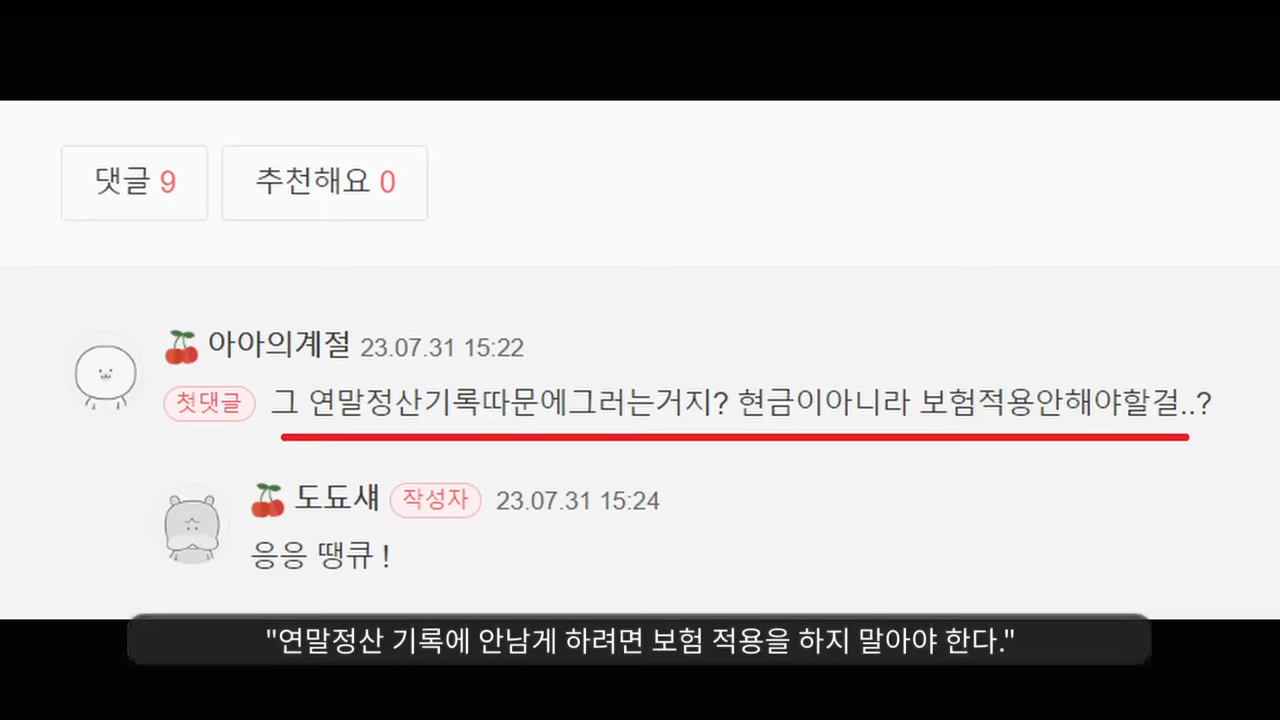 댓글 9 추천해요 0
아아의계절 23.07.31 15:22
첫댓글 그 연말정산기록따문에그러는거지? 현금이아니라 보험적용안해야할걸..?
도됴섀 작성자 23.07.31 15:24
응응 땡큐 !
"연말정산 기록에 안남게 하려면 보험 적용을 하지 말아야 한다."